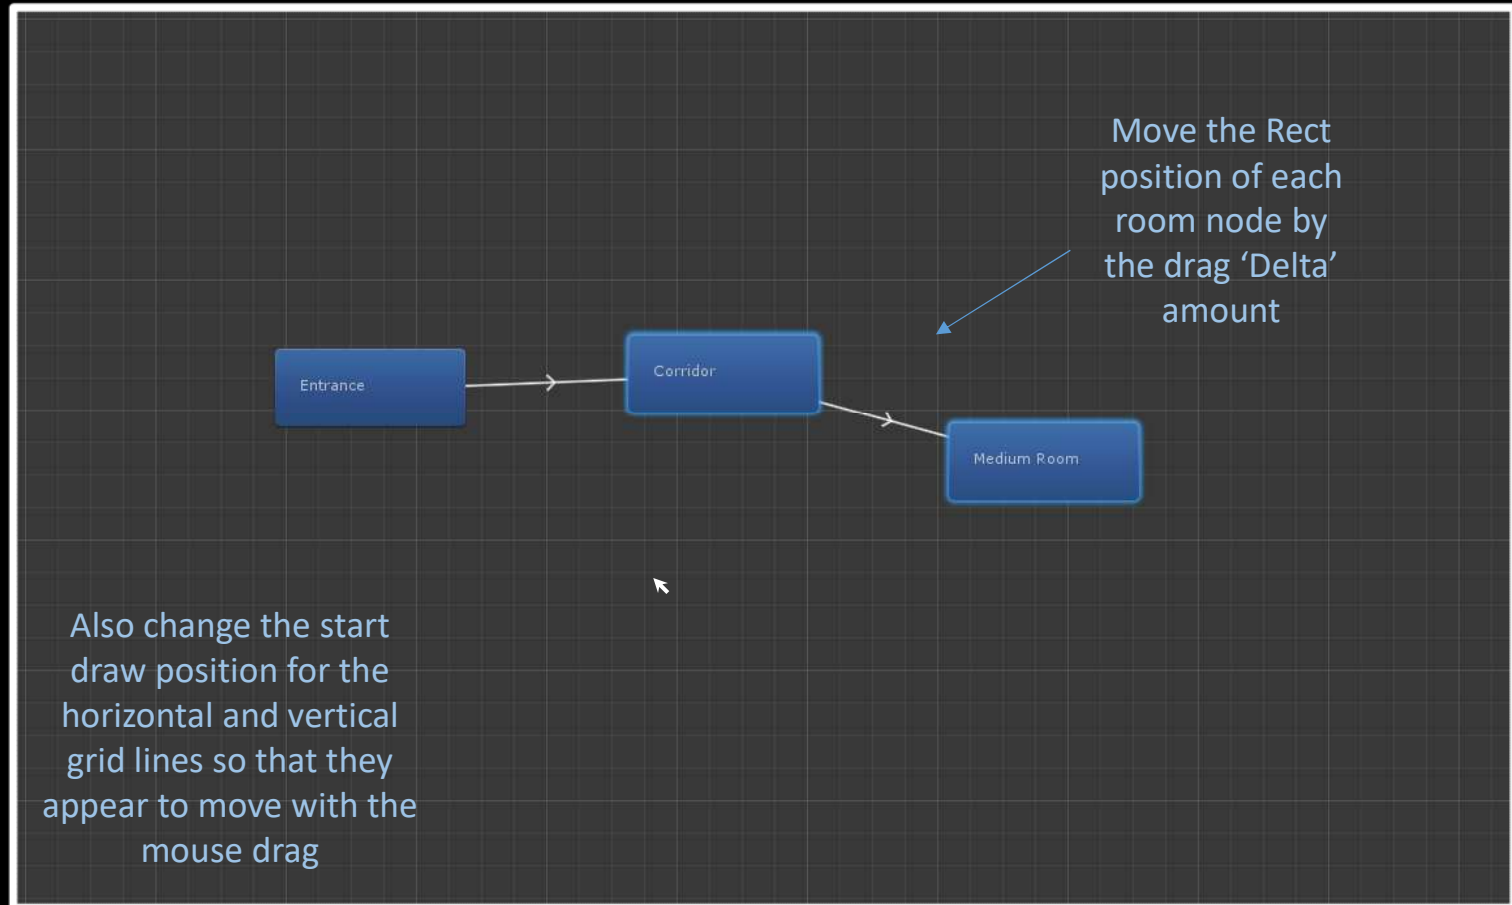 Move the Rect
position of each
room node by
the drag ‘Delta’
amount
Entrance
Corridor
Medium Room
Also change the start
draw position for the
horizontal and vertical
grid lines so that they
appear to move with the
mouse drag